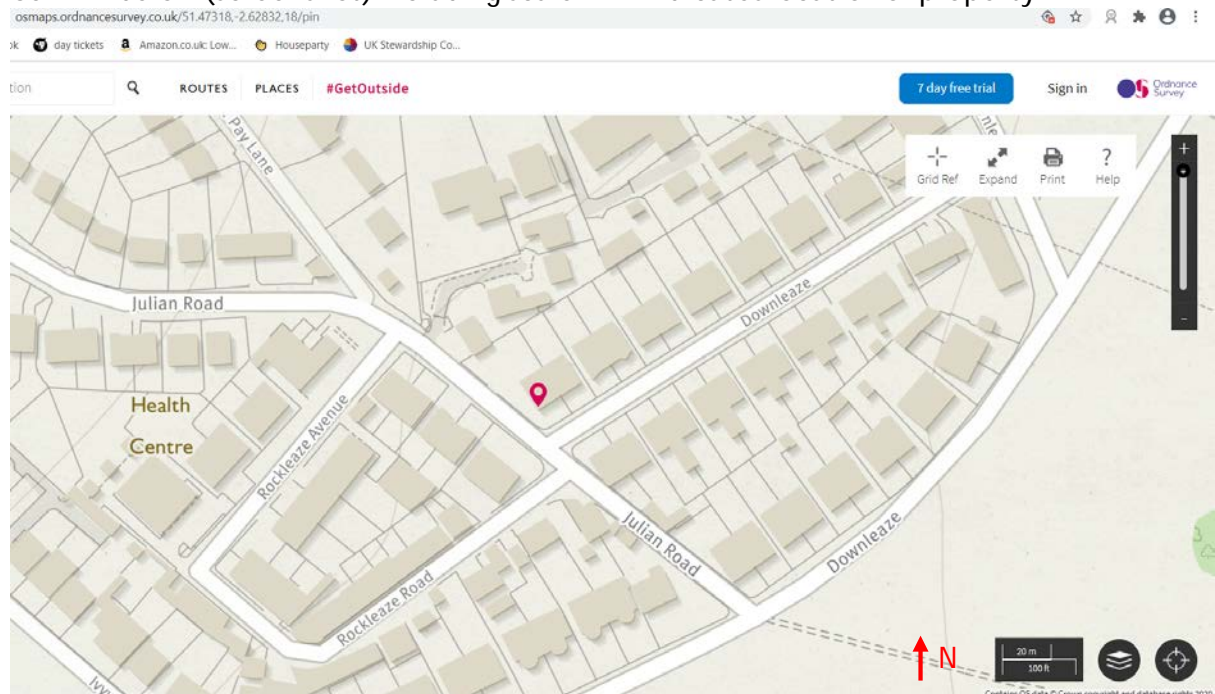 osmaps.ordnancesurvey.co.uk/51.47318,-2.62832,18/pin
day tickets
Amazon.co.uk: Low...
Houseparty
UK Stewardship Co...
ROUTES
PLACES
#GetOutside
7 day free trial
Sign in
Ordnance
Survey
Pay Lane
Grid Ref
Expand
Print
?
Help
+
Julian Road
Downleaze
Health
Centre
Rockleaze Avenue
Julian Road
Downleaze
Rockleaze Road
N
20 m
100 ft
-